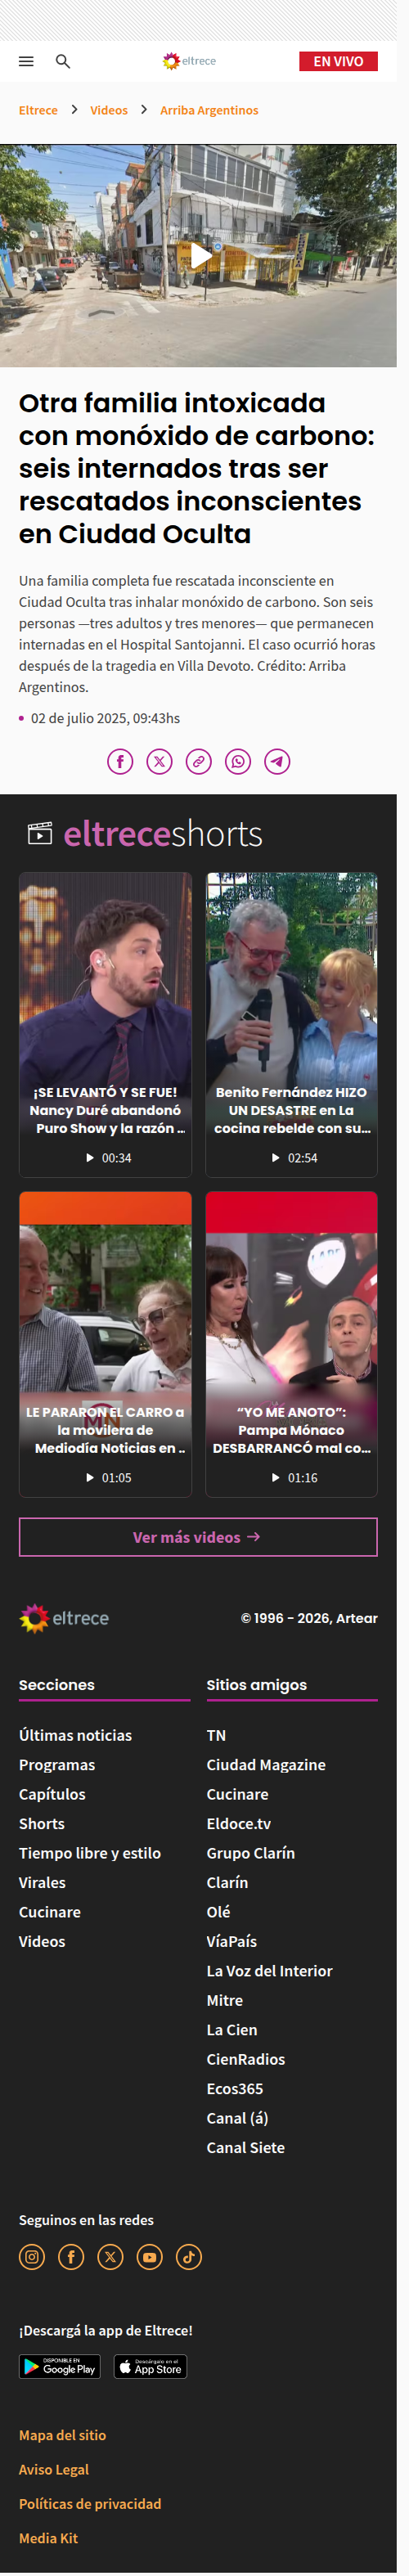 eltrece
EN VIVO
Eltrece > Videos > Arriba Argentinos
Otra familia intoxicada
con monóxido de carbono:
seis internados tras ser
rescatados inconscientes
en Ciudad Oculta
Una familia completa fue rescatada inconsciente en
Ciudad Oculta tras inhalar monóxido de carbono. Son seis
personas —tres adultos y tres menores— que permanecen
internadas en el Hospital Santojanni. El caso ocurrió horas
después de la tragedia en Villa Devoto. Crédito: Arriba
Argentinos.
02 de julio 2025, 09:43hs
eltreceshorts
¡SE LEVANTÓ Y SE FUE!
Nancy Duré abandonó
Puro Show y la razón ..
00:34
Benito Fernández HIZO
UN DESASTRE en La
cocina rebelde con su...
02:54
LE PARARON EL CARRO a
la movilera de
Mediodía Noticias en ..
01:05
“YO ME ANOTO”:
Pampa Mónaco
DESBARRANCÓ mal co...
01:16
Ver más videos
eltrece
© 1996 - 2026, Artear
Secciones
Últimas noticias
Programas
Capítulos
Shorts
Tiempo libre y estilo
Virales
Cucinare
Videos
Sitios amigos
TN
Ciudad Magazine
Cucinare
Eldoce.tv
Grupo Clarín
Clarín
Olé
VíaPaís
La Voz del Interior
Mitre
La Cien
CienRadios
Ecos365
Canal (á)
Canal Siete
Seguinos en las redes
¡Descargá la app de Eltrece!
DISPONIBLE EN
Google Play
Descárgalo en el
App Store
Mapa del sitio
Aviso Legal
Políticas de privacidad
Media Kit